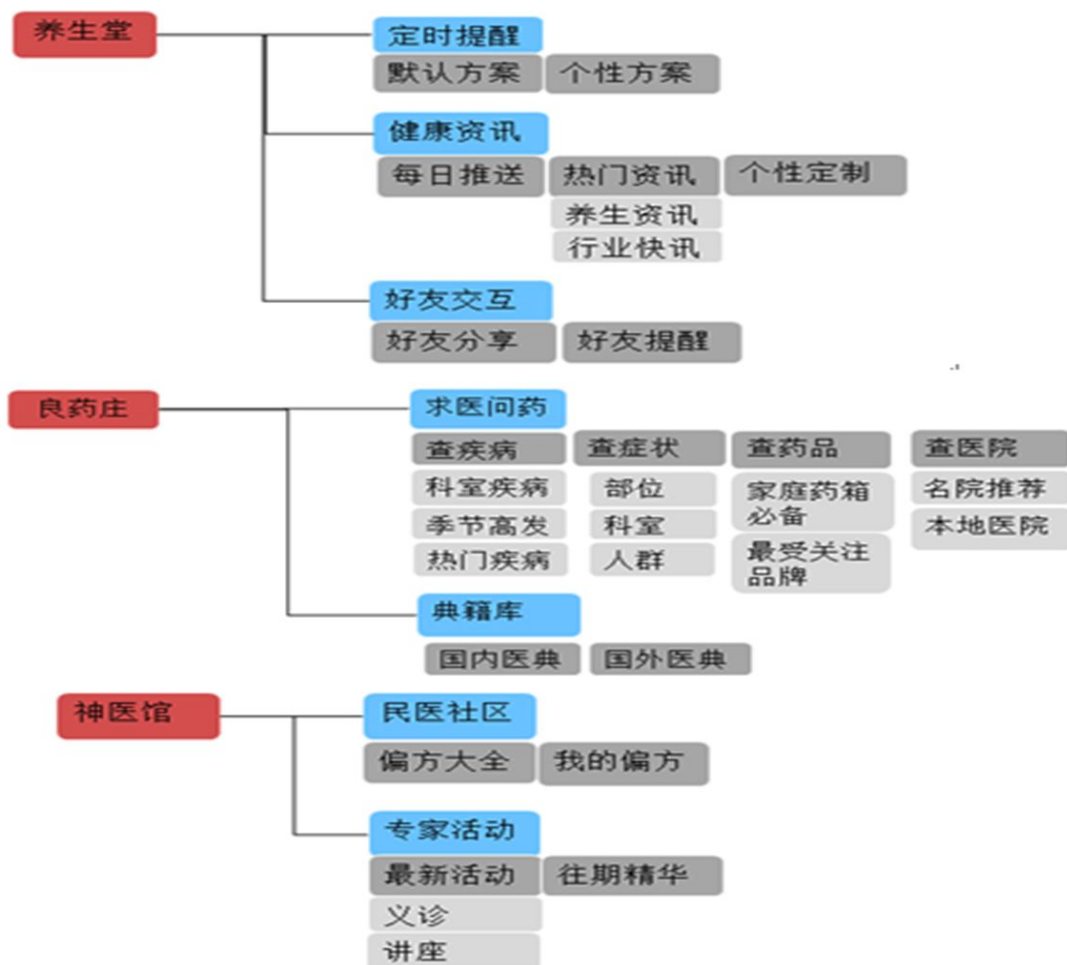 养生堂 定时提醒
默认方案 个性方案
健康资讯
每日推送 热门资讯 个性定制
养生资讯
行业快讯
好友交互
好友分享 好友提醒
良药庄 求医问药
查疾病 查症状 查药品 查医院
科室疾病 部位 家庭药箱必备 名院推荐
季节高发 科室 最受关注品牌 本地医院
热门疾病 人群
典籍库
国内医典 国外医典
神医馆 民医社区
偏方大全 我的偏方
专家活动
最新活动 往期精华
义诊
讲座